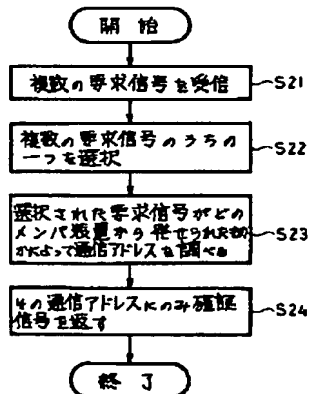 開始
複数の要求信号を受信
S21
複数の要求信号のうちの
一つを選択
S22
選択された要求信号がどの
メンバ装置から発せられたもの
かによって通信アドレスを調べる
S23
その通信アドレスにのみ確認
信号を返す
S24
終了